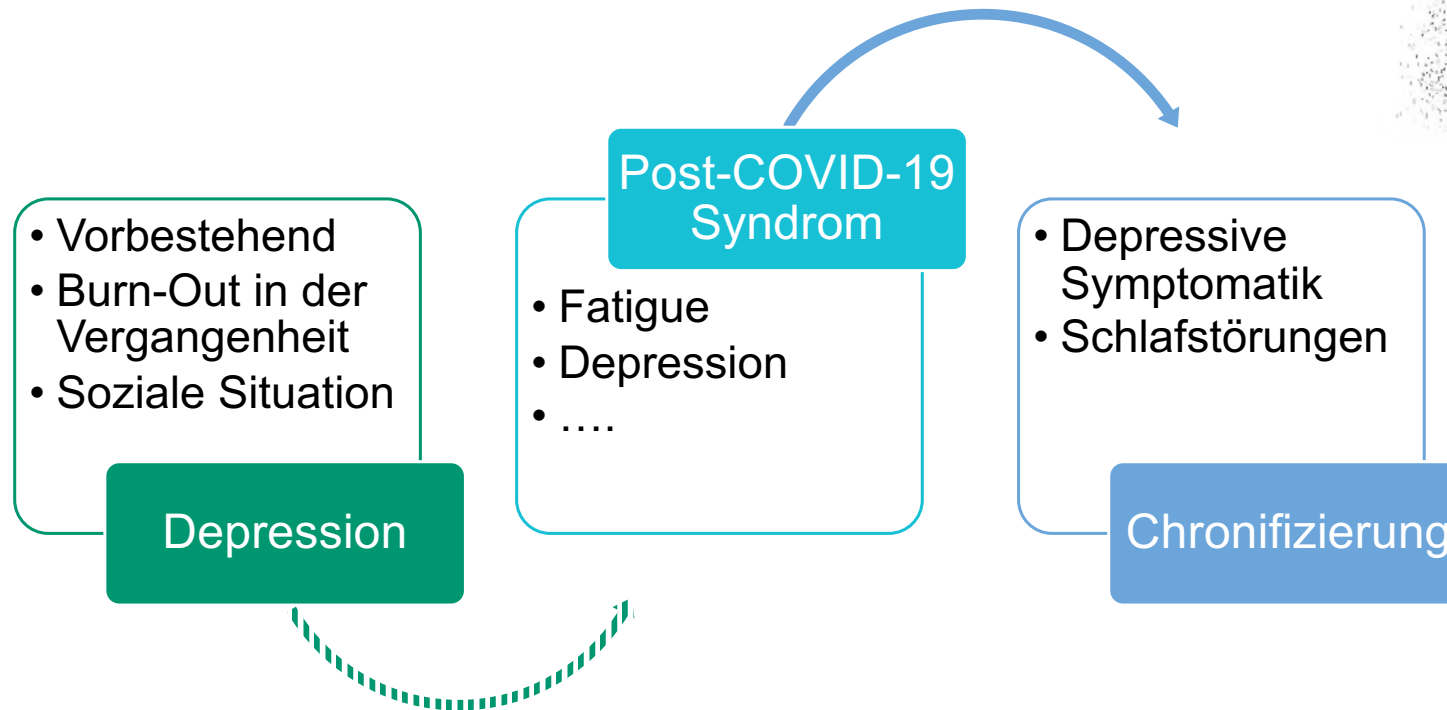 • Vorbestehend
• Burn-Out in der
Vergangenheit
• Soziale Situation
Depression
Post-COVID-19
Syndrom
• Fatigue
• Depression
• ….
• Depressive
Symptomatik
• Schlafstörungen
Chronifizierung